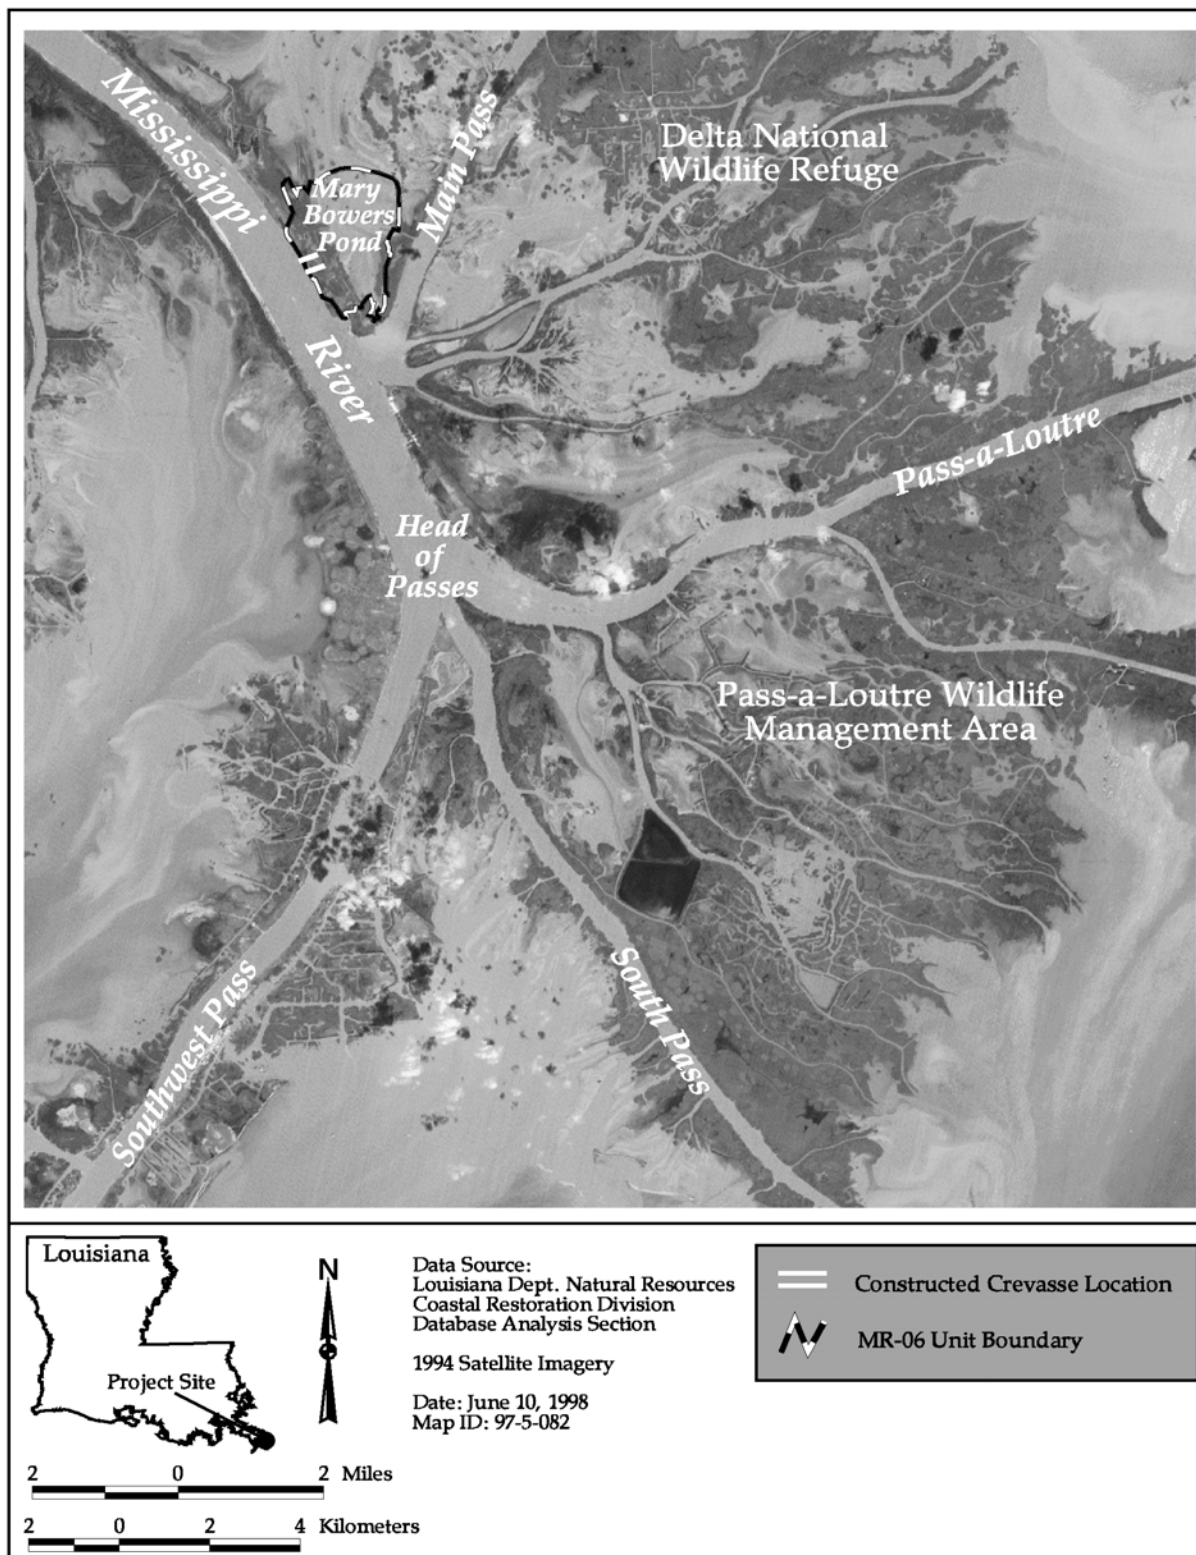 Mississippi
River
Mary
Bowers
Pond
Main Pass
Delta National
Wildlife Refuge
Pass-a-Loutre
Head
of
Passes
Pass-a-Loutre Wildlife
Management Area
South Pass
Southwest Pass
Louisiana
Project Site
N
Data Source:
Louisiana Dept. Natural Resources
Coastal Restoration Division
Database Analysis Section
1994 Satellite Imagery
Date: June 10, 1998
Map ID: 97-5-082
Constructed Crevasse Location
MR-06 Unit Boundary
2 0 2 Miles
2 0 2 4 Kilometers